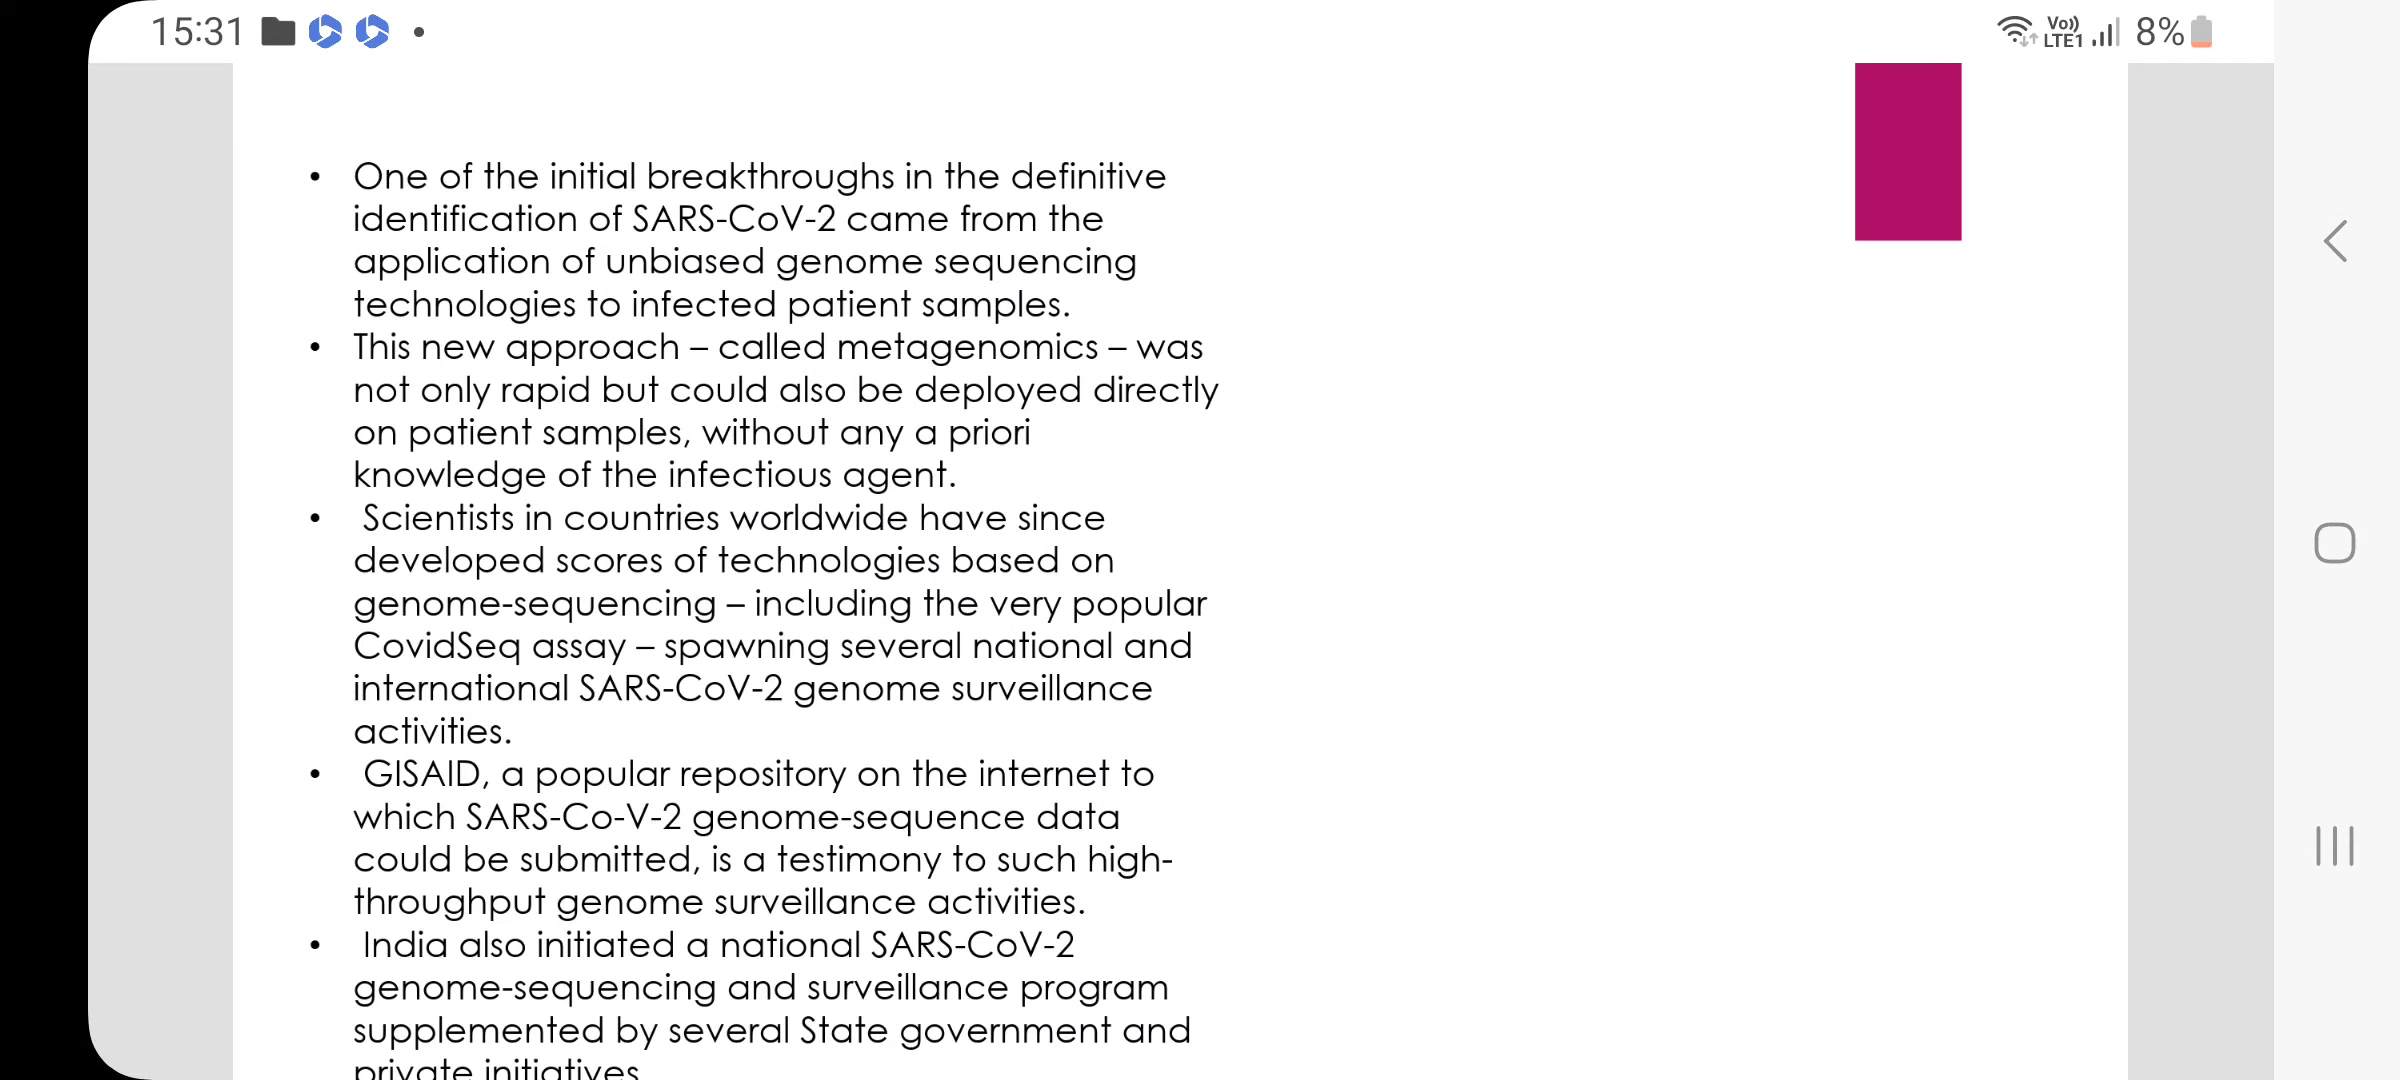 15:31
Vo))
LTE1
8%
• One of the initial breakthroughs in the definitive
identification of SARS-CoV-2 came from the
application of unbiased genome sequencing
technologies to infected patient samples.
• This new approach – called metagenomics – was
not only rapid but could also be deployed directly
on patient samples, without any a priori
knowledge of the infectious agent.
• Scientists in countries worldwide have since
developed scores of technologies based on
genome-sequencing – including the very popular
CovidSeq assay – spawning several national and
international SARS-CoV-2 genome surveillance
activities.
• GISAID, a popular repository on the internet to
which SARS-Co-V-2 genome-sequence data
could be submitted, is a testimony to such high-
throughput genome surveillance activities.
• India also initiated a national SARS-CoV-2
genome-sequencing and surveillance program
supplemented by several State government and
private initiatives